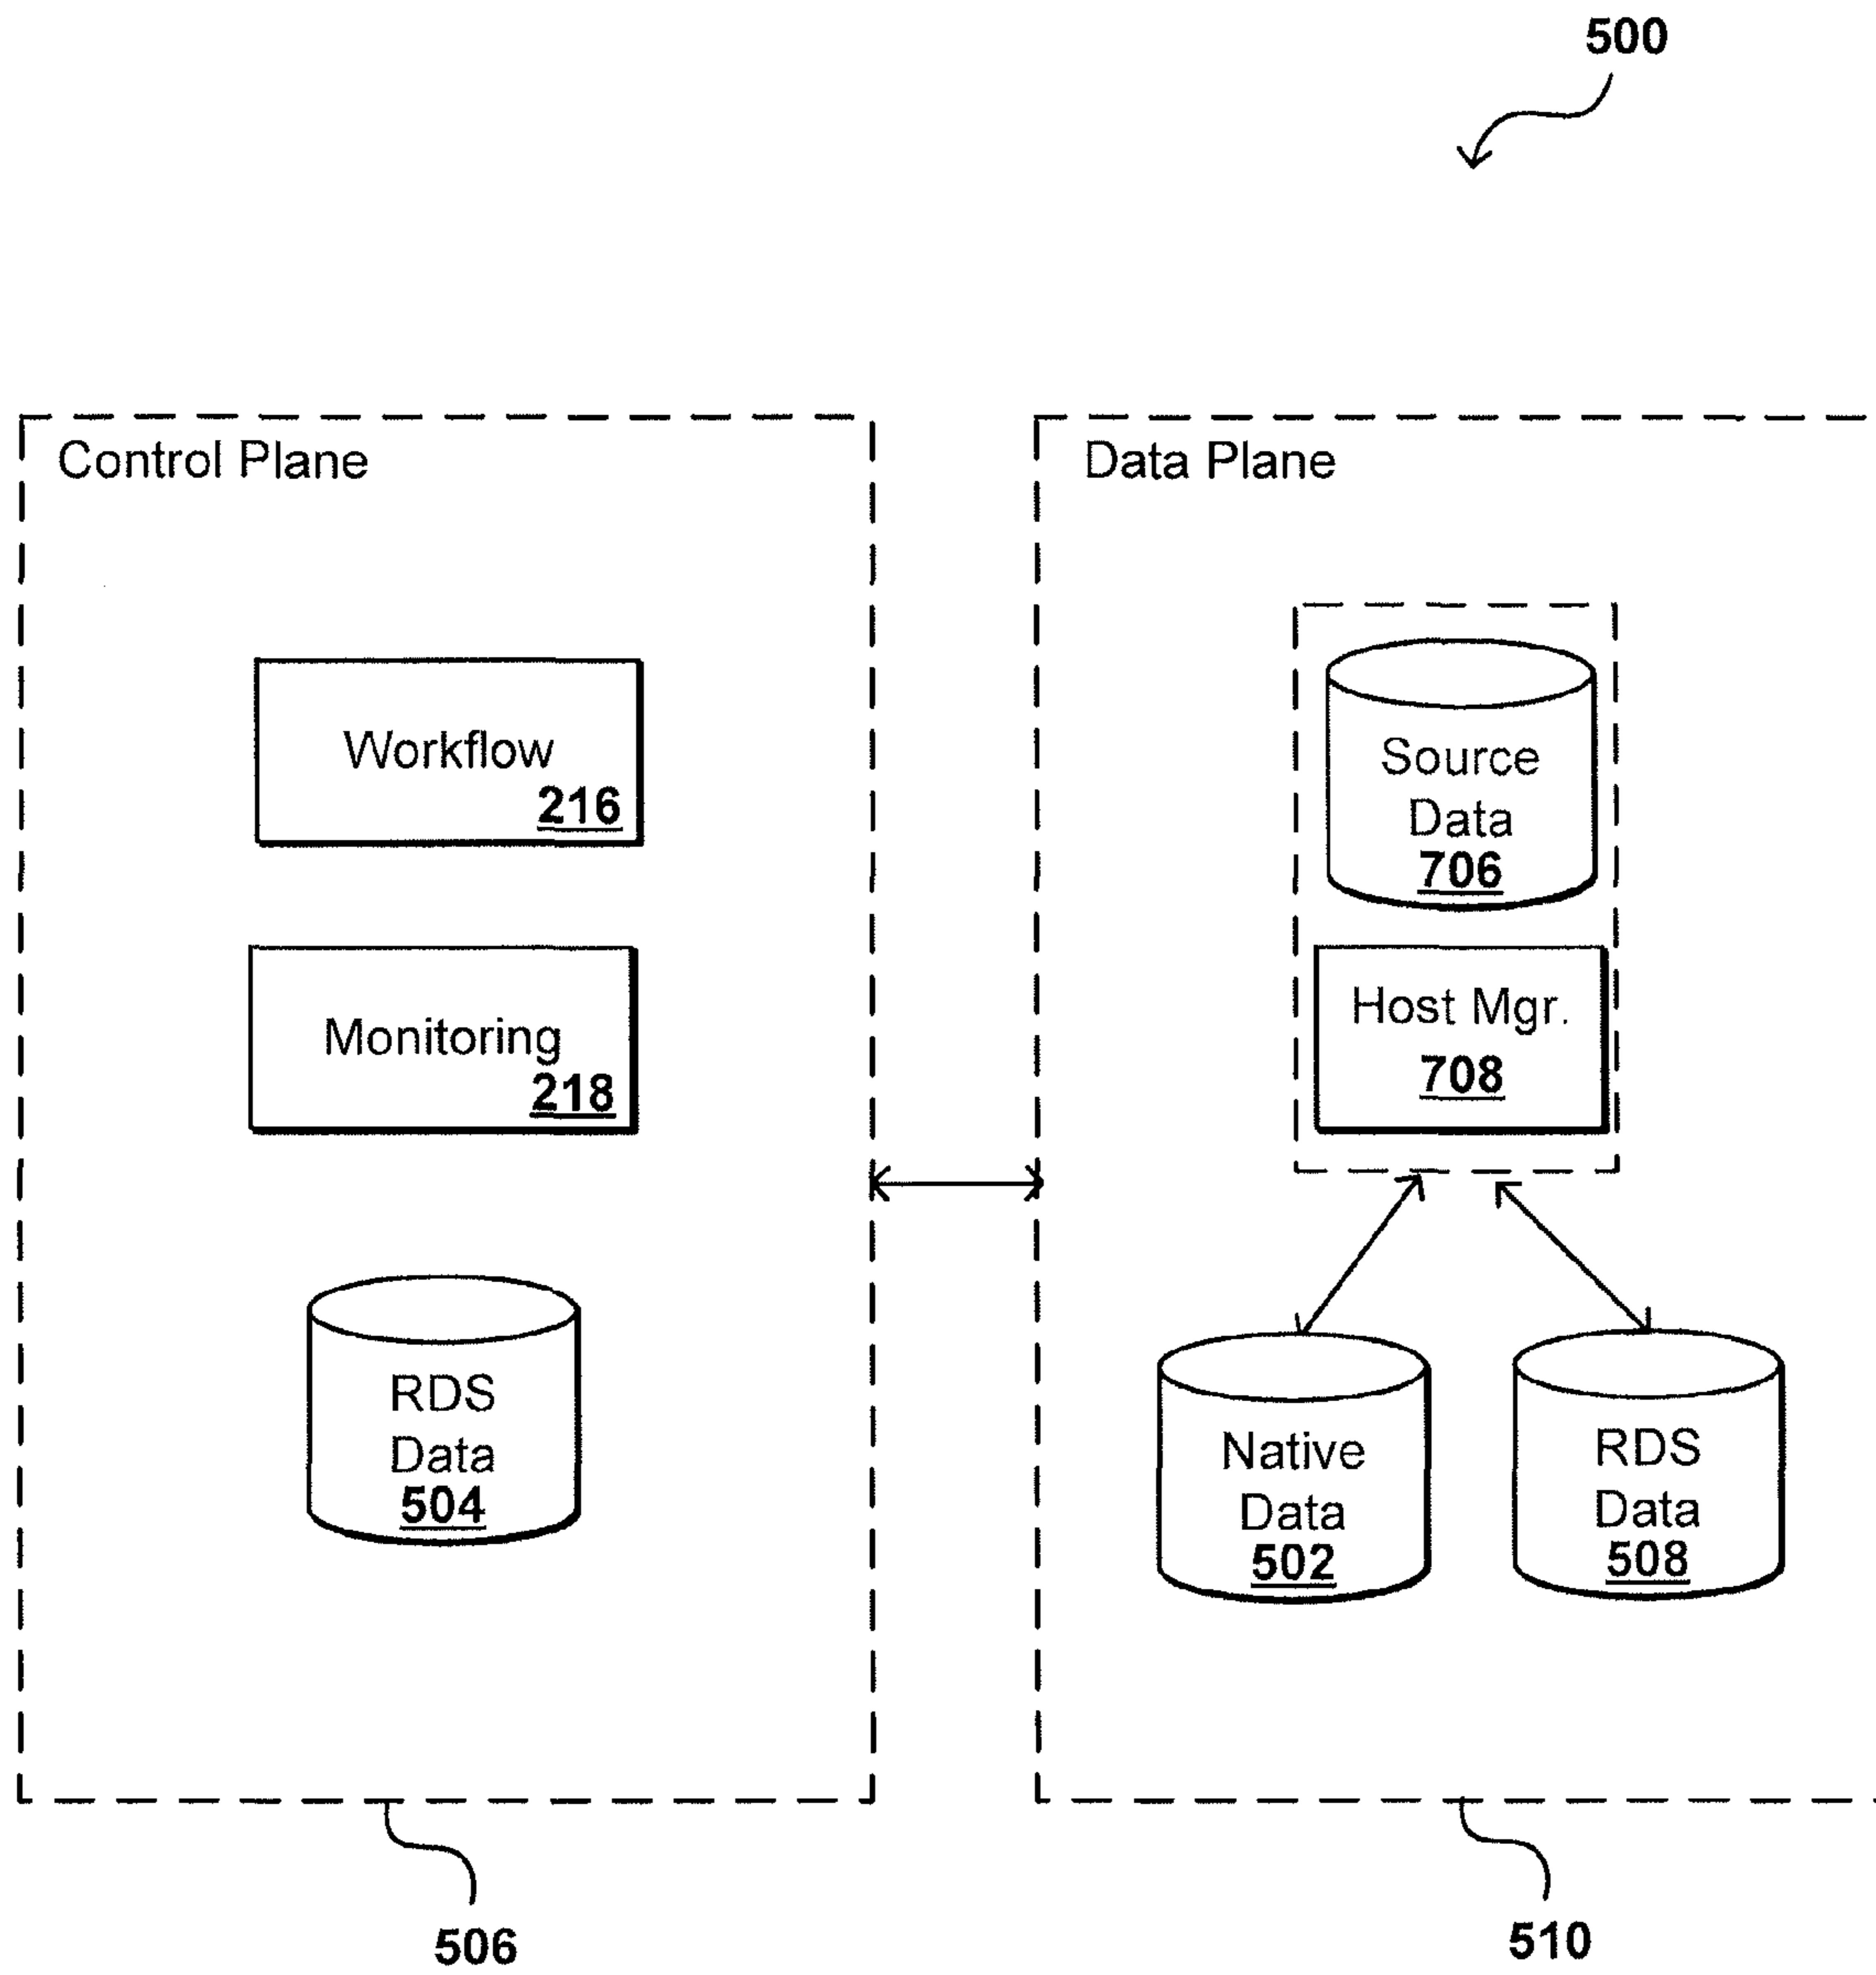 500
Control Plane
Workflow
216
Monitoring
218
RDS
Data
504
506
Data Plane
Source
Data
706
Host Mgr.
708
Native
Data
502
RDS
Data
508
510